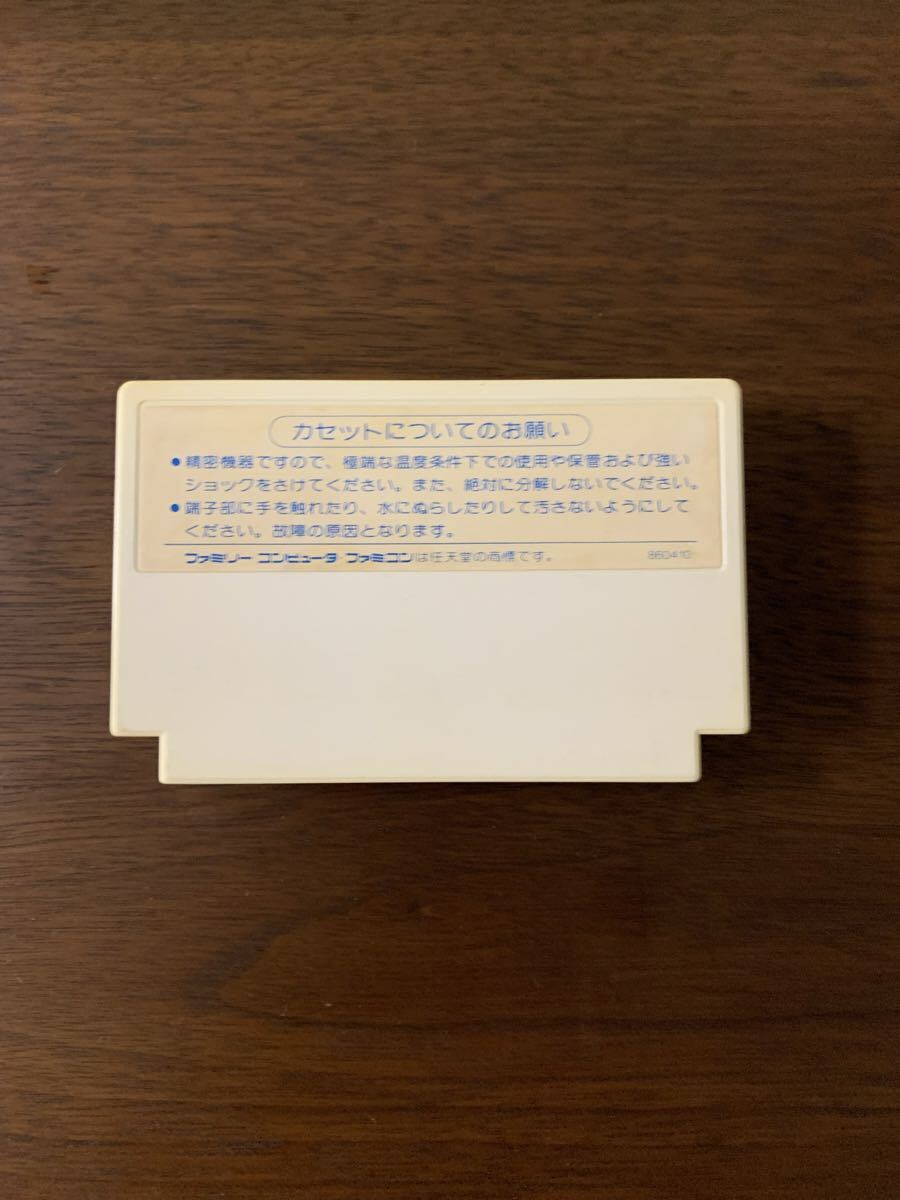 カセットについてのお願い
●精密機器ですので、極端な温度条件下での使用や保管および強い
ショックをさけてください。また、絶対に分解しないでください。
●端子部に手を触れたり、水にぬらしたりして汚さないようにして
ください。故障の原因となります。
ファミリー コンピュータ・ファミコンは任天堂の商標です。 860410